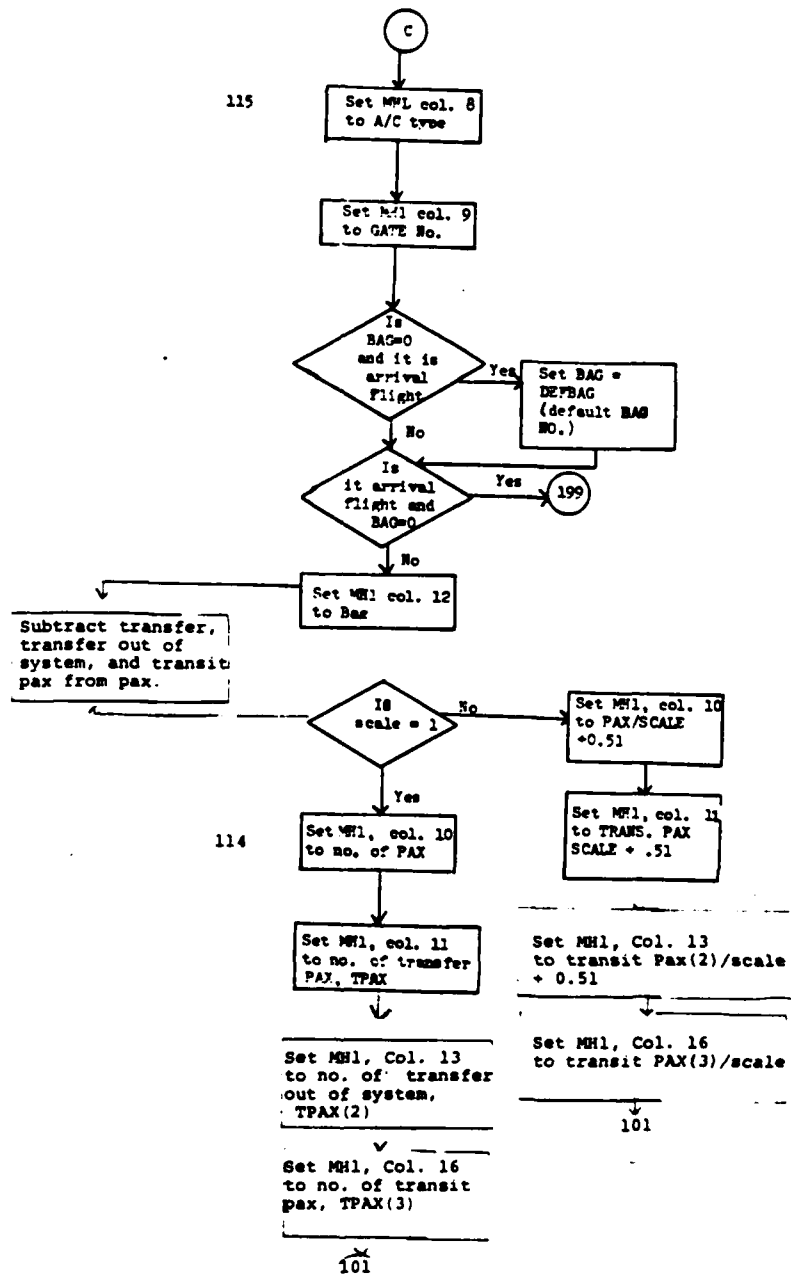 C
115
Set MH1 col. 8
to A/C type
Set MH1 col. 9
to GATE No.
Is
BAG=0
and it is
arrival
flight
Yes
Set BAG =
DEFBAG
(default BAG
NO.)
No
Is
it arrival
flight and
BAG=0
Yes
199
No
Set MH1 col. 12
to Bag
Subtract transfer,
transfer out of
system, and transit
pax from pax.
Is
scale = 1
No
Set MH1, col. 10
to PAX/SCALE
+0.51
Yes
Set MH1, col. 11
to TRANS. PAX
SCALE + .51
114
Set MH1, col. 10
to no. of PAX
Set MH1, col. 11
to no. of transfer
PAX, TPAX
Set MH1, Col. 13
to transit Pax(2)/scale
+ 0.51
Set MH1, Col. 16
to transit PAX(3)/scale
101
Set MH1, Col. 13
to no. of transfer
out of system,
TPAX(2)
Set MH1, Col. 16
to no. of transit
pax, TPAX(3)
101